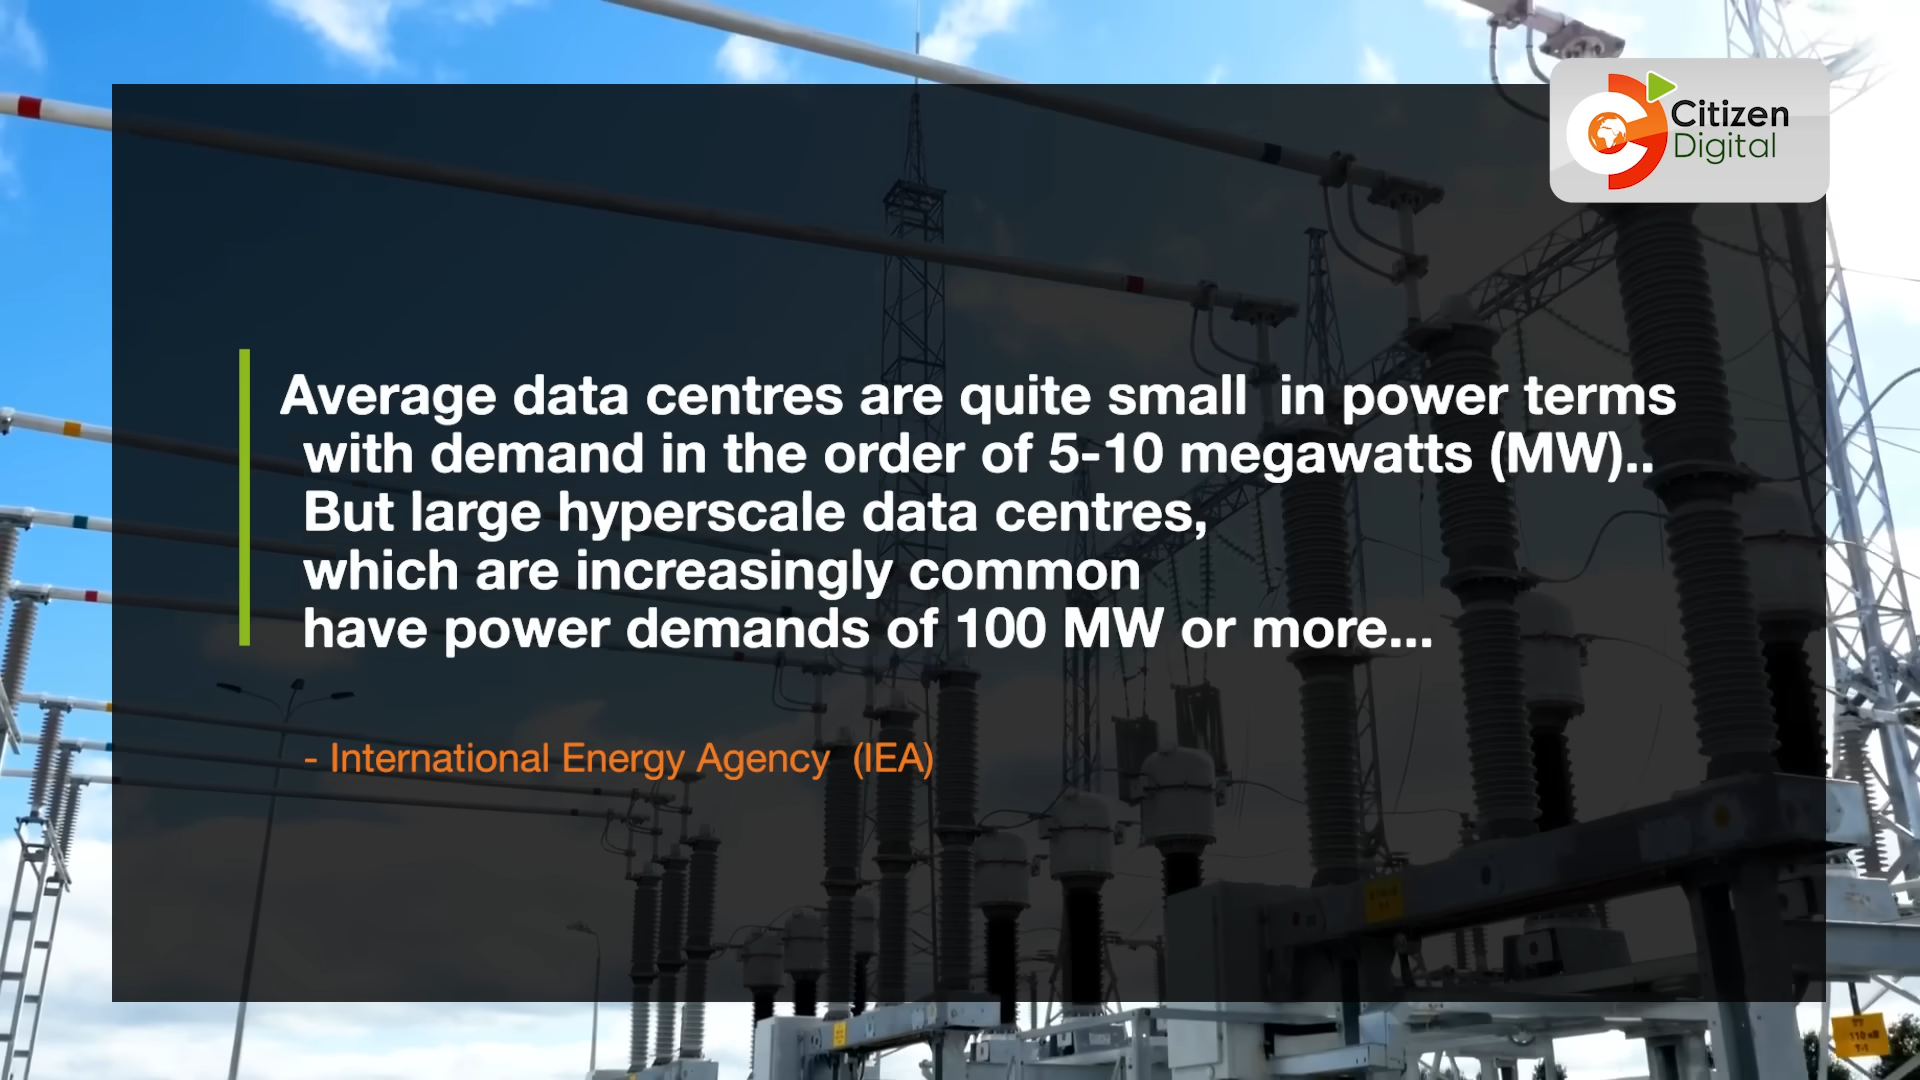 Citizen
Digital
Average data centres are quite small  in power terms
with demand in the order of 5-10 megawatts (MW)..
But large hyperscale data centres,
which are increasingly common
have power demands of 100 MW or more...
- International Energy Agency  (IEA)